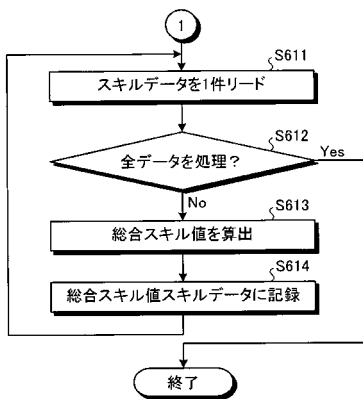 1
S611
スキルデータを1件リード
S612
全データを処理?
Yes
No
S613
総合スキル値を算出
S614
総合スキル値スキルデータに記録
終了